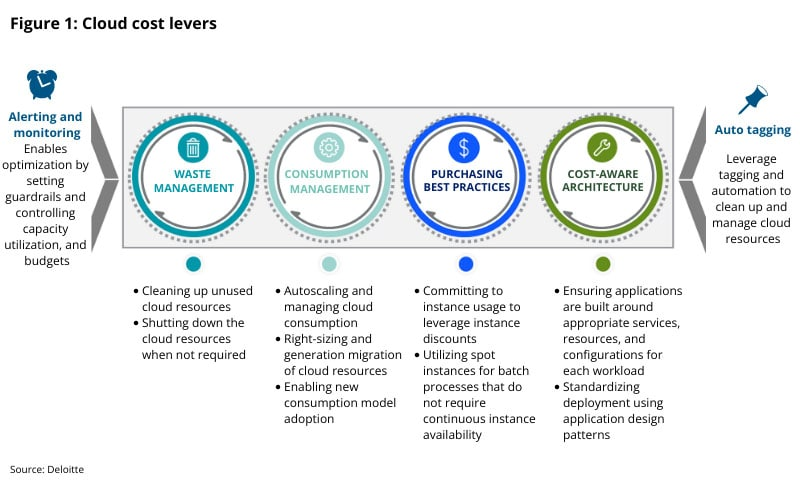 Figure 1: Cloud cost levers
Alerting and
monitoring
Enables
optimization by
setting
guardrails and
controlling
capacity
utilization, and
budgets
WASTE
MANAGEMENT
CONSUMPTION
MANAGEMENT
$
PURCHASING
BEST PRACTICES
COST-AWARE
ARCHITECTURE
Auto tagging
Leverage
tagging and
automation to
clean up and
manage cloud
resources
• Cleaning up unused
cloud resources
• Shutting down the
cloud resources
when not required
• Autoscaling and
managing cloud
consumption
• Right-sizing and
generation migration
of cloud resources
• Enabling new
consumption model
adoption
• Committing to
instance usage to
leverage instance
discounts
• Utilizing spot
instances for batch
processes that do
not require
continuous instance
availability
• Ensuring applications
are built around
appropriate services,
resources, and
configurations for
each workload
• Standardizing
deployment using
application design
patterns
Source: Deloitte